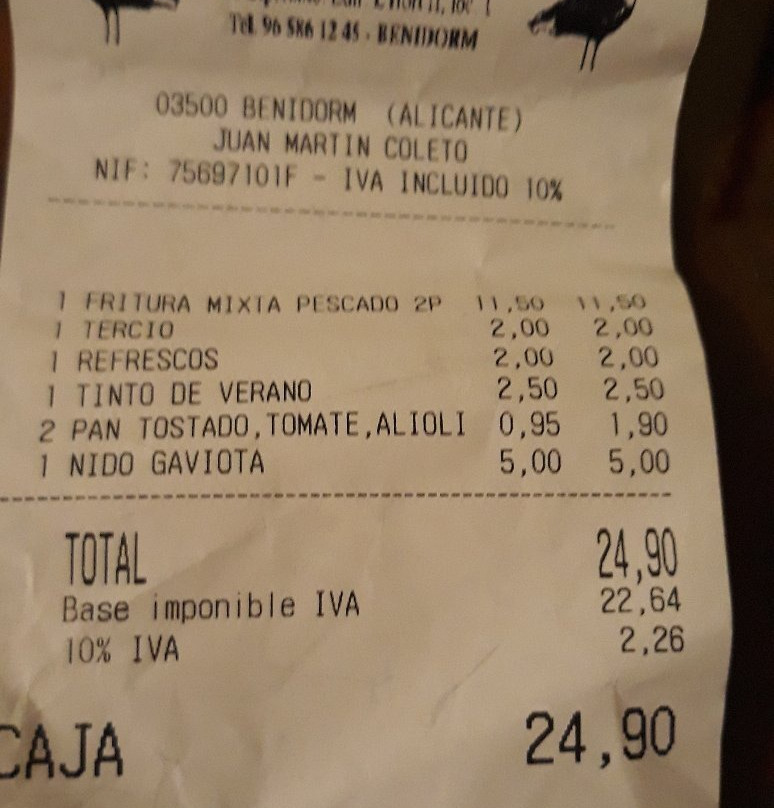 Tel. 96 586 12 45 - BENIDORM
03500 BENIDORM (ALICANTE)
JUAN MARTIN COLETO
NIF: 75697101F - IVA INCLUIDO 10%
1 FRITURA MIXTA PESCADO 2P 11,50 11,50
1 TERCIO 2,00 2,00
1 REFRESCOS 2,00 2,00
1 TINTO DE VERANO 2,50 2,50
2 PAN TOSTADO,TOMATE,ALIOLI 0,95 1,90
1 NIDO GAVIOTA 5,00 5,00
TOTAL 24,90
Base imponible IVA 22,64
10% IVA 2,26
CAJA 24,90